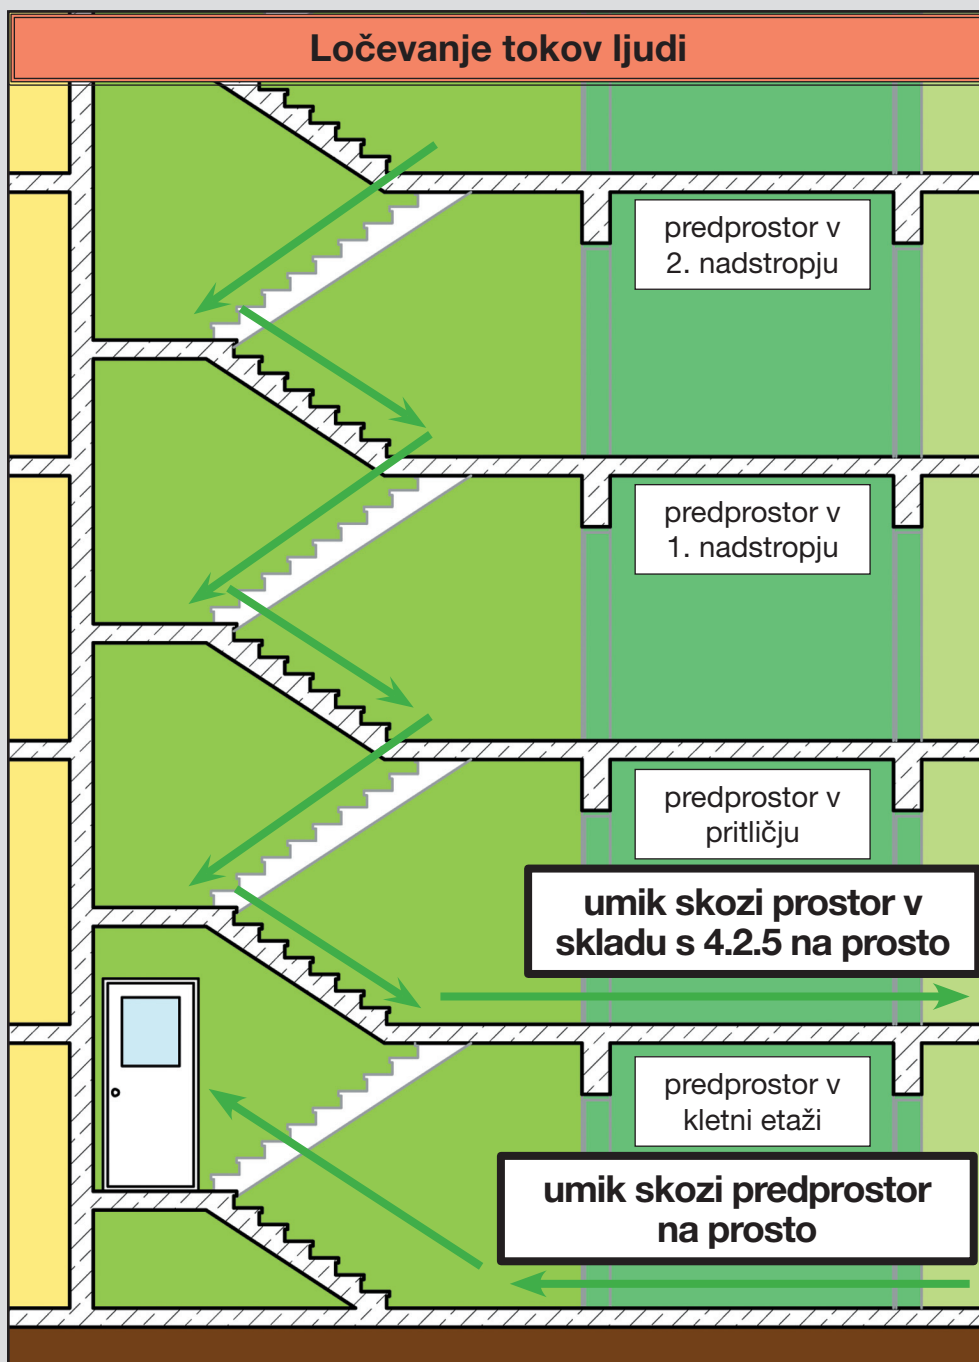 Ločevanje tokov ljudi
predprostor v
2. nadstropju
predprostor v
1. nadstropju
predprostor v
pritličju
umik skozi prostor v
skladu s 4.2.5 na prosto
predprostor v
kletni etaži
umik skozi predprostor
na prosto